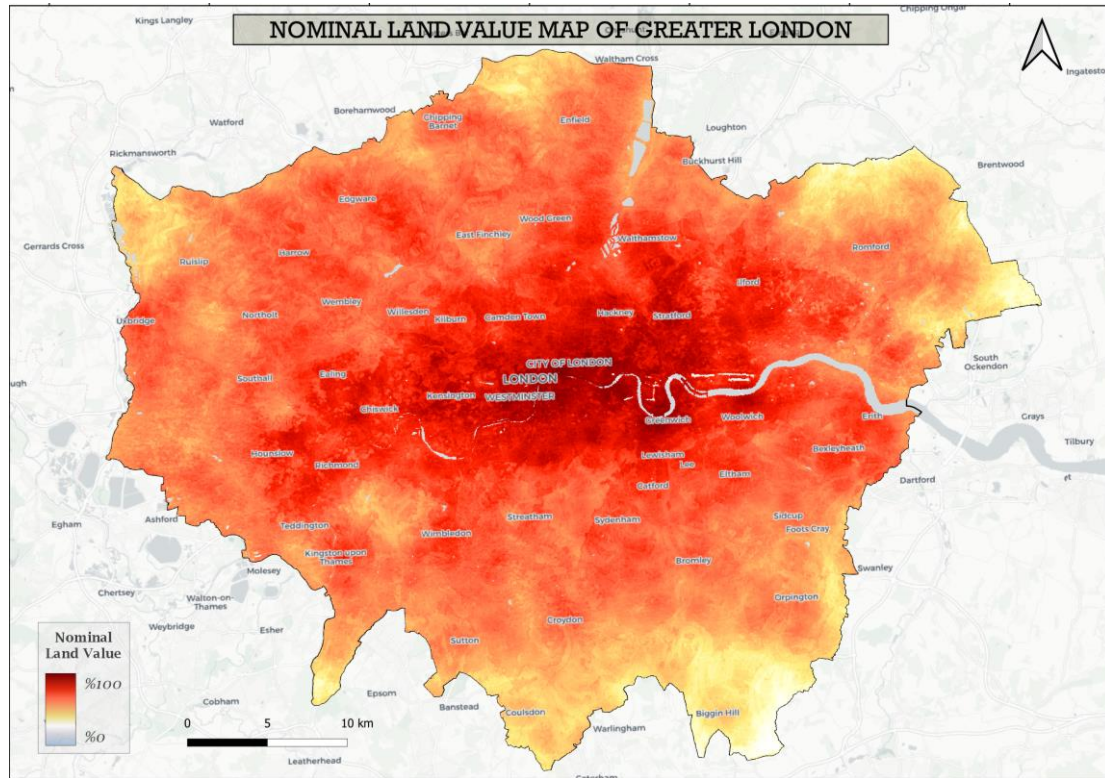 Kings Langley
Chipping Ongar
NOMINAL LAND VALUE MAP OF GREATER LONDON
Waltham Cross
Ingatesto
Borehamwood
Watford
Chipping
Barnet
Enfield
Loughton
Rickmansworth
Buckhurst Hill
Brentwood
Edgware
Wood Green
East Finchley
Walthamstow
Gerrards Cross
Harrow
Romford
Ruislip
Ilford
Wembley
Uxbridge
Northolt
Willesden
Kilburn
Camden Town
Hackney
Stratford
CITY OF LONDON
LONDON
South
Ockendon
ough
Southall
Ealing
Kensington
WESTMINSTER
Chiswick
Greenwich
Woolwich
Erith
Grays
Tilbury
Hounslow
Richmond
Lewisham
Lee
Bexleyheath
Eltham
Catford
Dartford
Egham
Ashford
Teddington
Streatham
Sydenham
Sidcup
Foots Cray
Wimbledon
Kingston upon
Thames
Molesey
Bromley
Swanley
Chertsey
Walton-on-
Thames
Orpington
Weybridge
Esher
Croydon
Sutton
Nominal
Land Value
%100
%0
Cobham
Epsom
Banstead
Coulsdon
Warlingham
Biggin Hill
0 5 10 km
Leatherhead